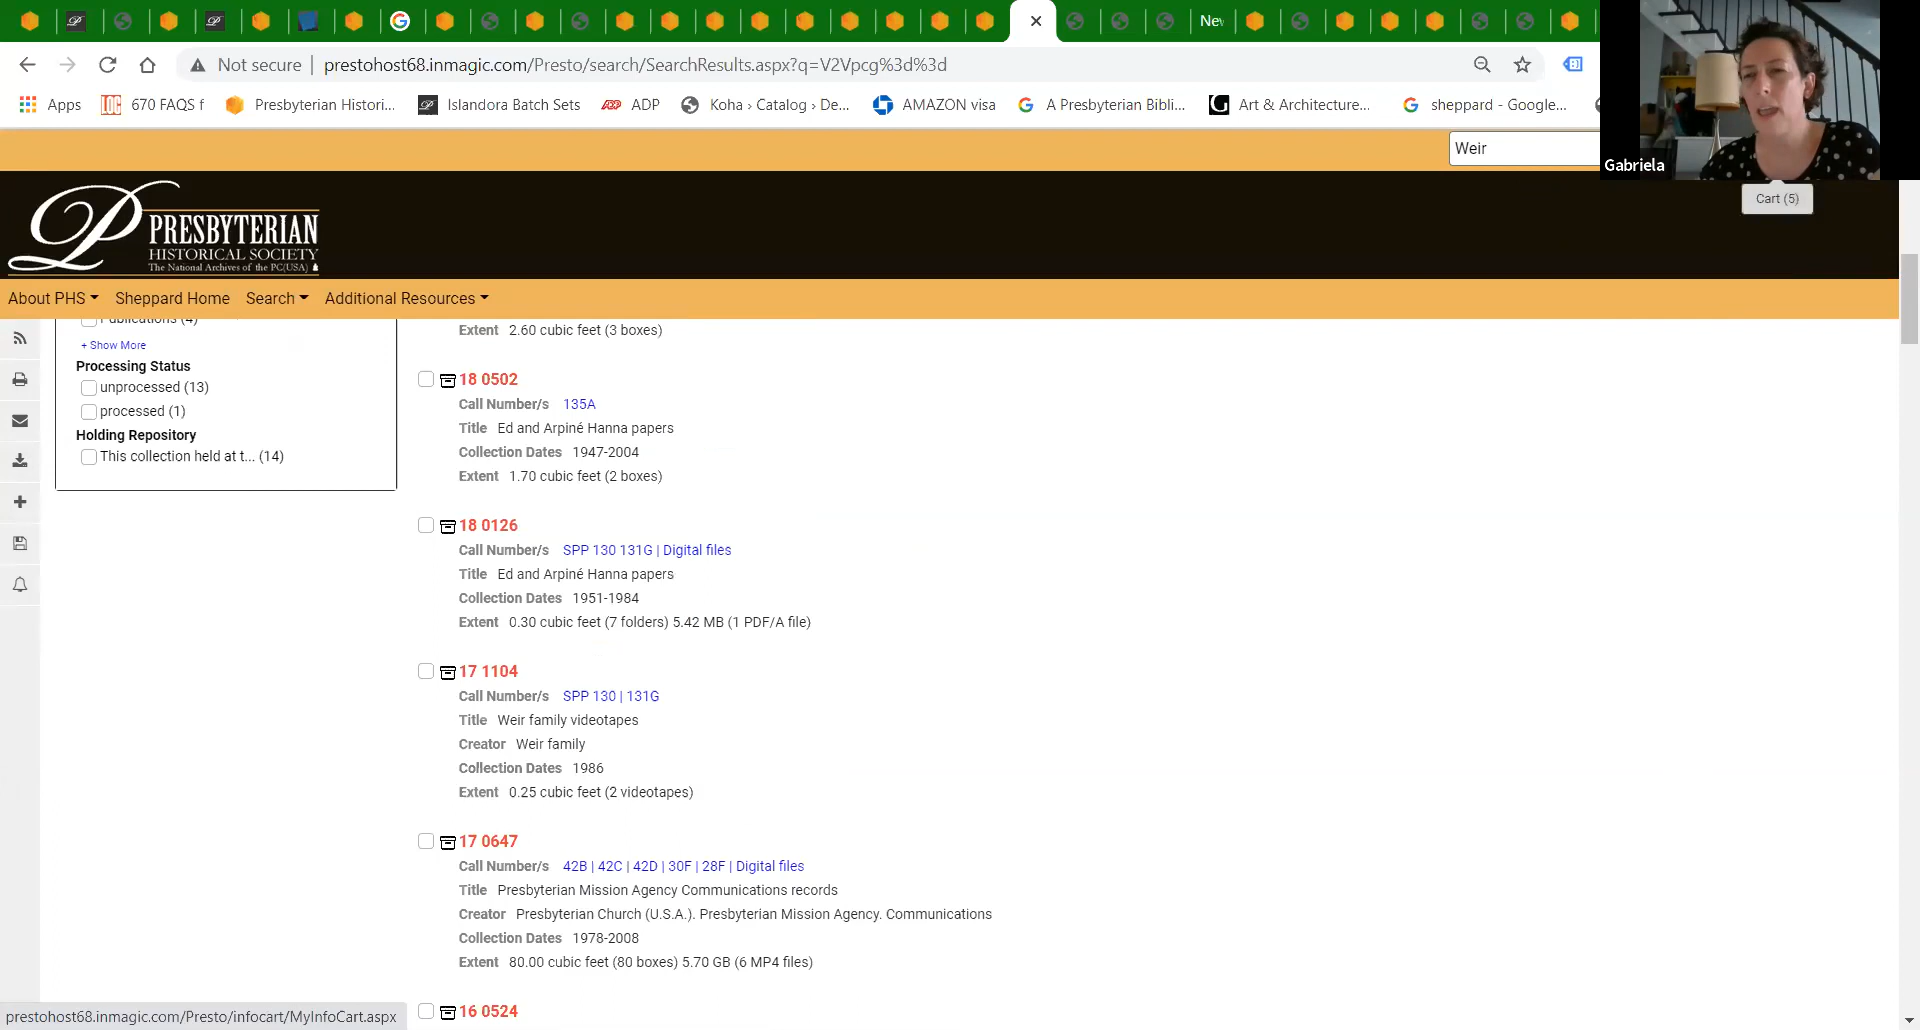 New
Not secure | prestohost68.inmagic.com/Presto/search/SearchResults.aspx?q=V2Vpcg%3d%3d
Apps 670 FAQS f Presbyterian Histori... Islandora Batch Sets ADP Koha › Catalog › De... AMAZON visa A Presbyterian Bibli... Art & Architecture... sheppard - Google...
Weir
Gabriela
Cart (5)
PRESBYTERIAN
HISTORICAL SOCIETY
The National Archives of the PC(USA)
About PHS Sheppard Home Search Additional Resources
Publications (4)
+ Show More
Processing Status
unprocessed (13)
processed (1)
Holding Repository
This collection held at t... (14)
Extent 2.60 cubic feet (3 boxes)
18 0502
Call Number/s 135A
Title Ed and Arpiné Hanna papers
Collection Dates 1947-2004
Extent 1.70 cubic feet (2 boxes)
18 0126
Call Number/s SPP 130 131G | Digital files
Title Ed and Arpiné Hanna papers
Collection Dates 1951-1984
Extent 0.30 cubic feet (7 folders) 5.42 MB (1 PDF/A file)
17 1104
Call Number/s SPP 130 | 131G
Title Weir family videotapes
Creator Weir family
Collection Dates 1986
Extent 0.25 cubic feet (2 videotapes)
17 0647
Call Number/s 42B | 42C | 42D | 30F | 28F | Digital files
Title Presbyterian Mission Agency Communications records
Creator Presbyterian Church (U.S.A.). Presbyterian Mission Agency. Communications
Collection Dates 1978-2008
Extent 80.00 cubic feet (80 boxes) 5.70 GB (6 MP4 files)
16 0524
prestohost68.inmagic.com/Presto/infocart/MyInfoCart.aspx